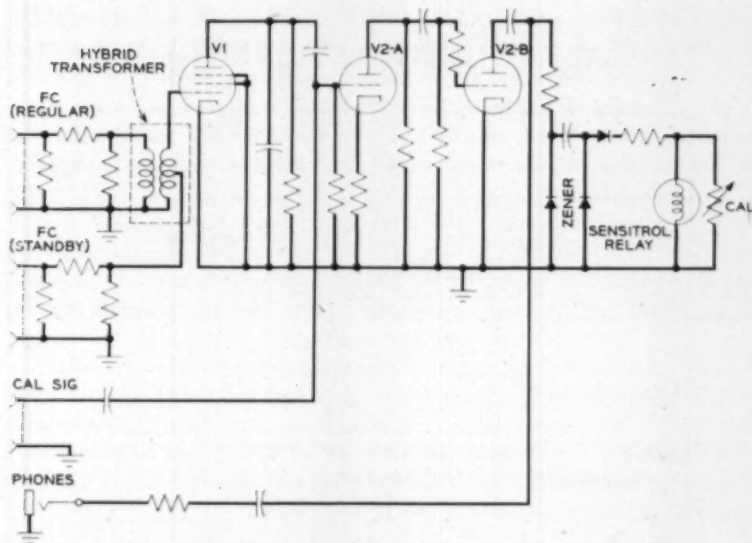 HYBRID
TRANSFORMER
FC
(REGULAR)
V1
V2-A
V2-B
ZENER
SENSITROL
RELAY
CAL
FC
(STANDBY)
CAL SIG
PHONES